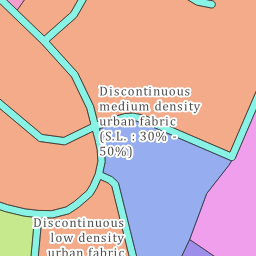 Discontinuous
medium density
urban fabric
(S.L. : 30% -
50%)
Discontinuous
low density
urban fabric